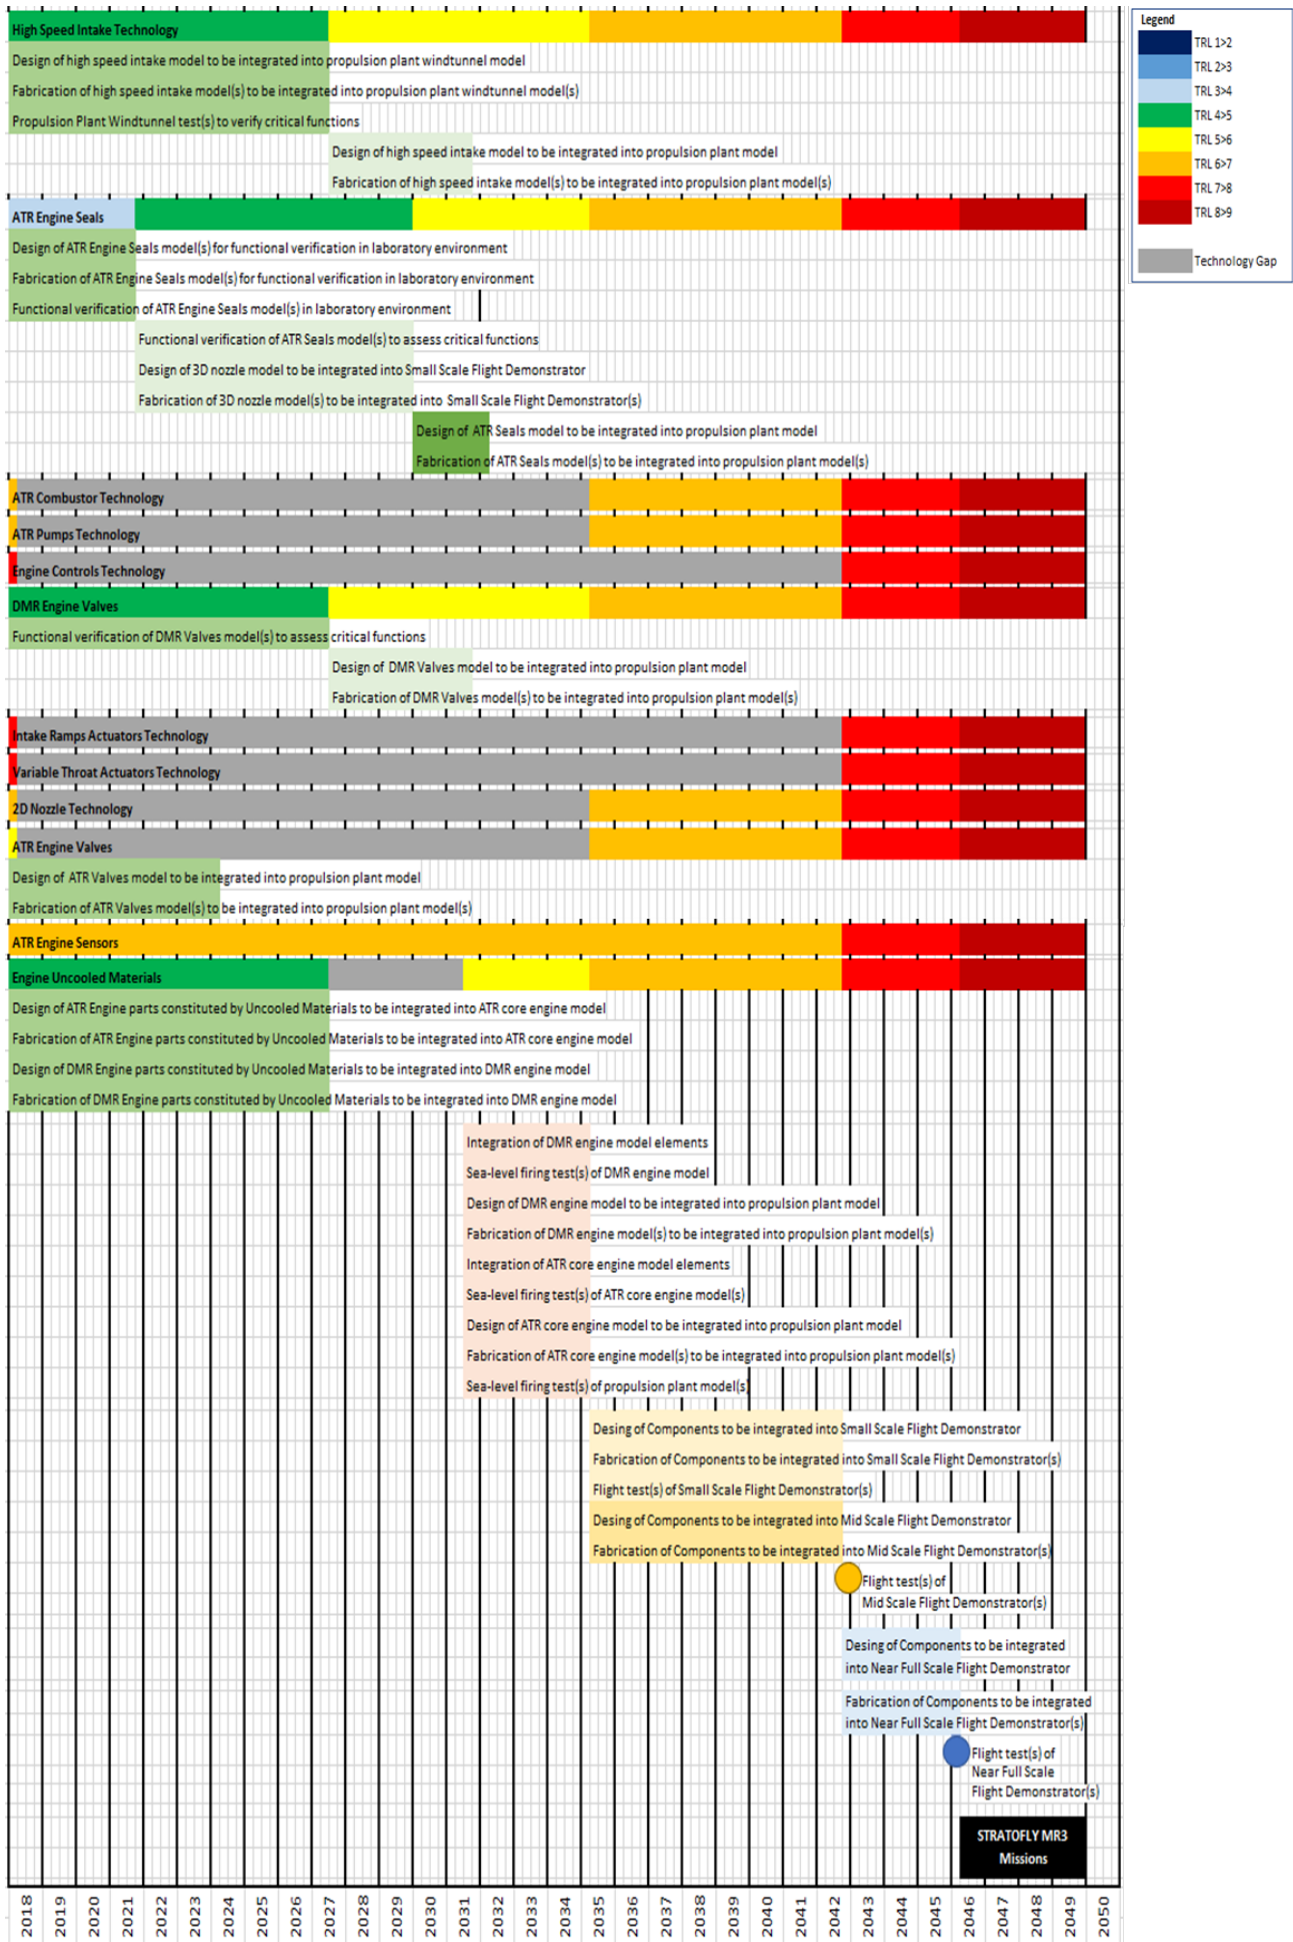 High Speed Intake Technology
Design of high speed intake model to be integrated into propulsion plant windtunnel model
Fabrication of high speed intake model(s) to be integrated into propulsion plant windtunnel model(s)
Propulsion Plant Windtunnel test(s) to verify critical functions
Design of high speed intake model to be integrated into propulsion plant model
Fabrication of high speed intake model(s) to be integrated into propulsion plant model(s)
ATR Engine Seals
Design of ATR Engine Seals model(s) for functional verification in laboratory environment
Fabrication of ATR Engine Seals model(s) for functional verification in laboratory environment
Functional verification of ATR Engine Seals model(s) in laboratory environment
Functional verification of ATR Seals model(s) to assess critical functions
Design of 3D nozzle model to be integrated into Small Scale Flight Demonstrator
Fabrication of 3D nozzle model(s) to be integrated into Small Scale Flight Demonstrator(s)
Design of ATR Seals model to be integrated into propulsion plant model
Fabrication of ATR Seals model(s) to be integrated into propulsion plant model(s)
ATR Combustor Technology
ATR Pumps Technology
Engine Controls Technology
DMR Engine Valves
Functional verification of DMR Valves model(s) to assess critical functions
Design of DMR Valves model to be integrated into propulsion plant model
Fabrication of DMR Valves model(s) to be integrated into propulsion plant model(s)
Intake Ramps Actuators Technology
Variable Throat Actuators Technology
2D Nozzle Technology
ATR Engine Valves
Design of ATR Valves model to be integrated into propulsion plant model
Fabrication of ATR Valves model(s) to be integrated into propulsion plant model(s)
ATR Engine Sensors
Engine Uncooled Materials
Design of ATR Engine parts constituted by Uncooled Materials to be integrated into ATR core engine model
Fabrication of ATR Engine parts constituted by Uncooled Materials to be integrated into ATR core engine model
Design of DMR Engine parts constituted by Uncooled Materials to be integrated into DMR engine model
Fabrication of DMR Engine parts constituted by Uncooled Materials to be integrated into DMR engine model
Integration of DMR engine model elements
Sea-level firing test(s) of DMR engine model
Design of DMR engine model to be integrated into propulsion plant model
Fabrication of DMR engine model(s) to be integrated into propulsion plant model(s)
Integration of ATR core engine model elements
Sea-level firing test(s) of ATR core engine model(s)
Design of ATR core engine model to be integrated into propulsion plant model
Fabrication of ATR core engine model(s) to be integrated into propulsion plant model(s)
Sea-level firing test(s) of propulsion plant model(s)
Desing of Components to be integrated into Small Scale Flight Demonstrator
Fabrication of Components to be integrated into Small Scale Flight Demonstrator(s)
Flight test(s) of Small Scale Flight Demonstrator(s)
Desing of Components to be integrated into Mid Scale Flight Demonstrator
Fabrication of Components to be integrated into Mid Scale Flight Demonstrator(s)
Flight test(s) of
Mid Scale Flight Demonstrator(s)
Desing of Components to be integrated
into Near Full Scale Flight Demonstrator
Fabrication of Components to be integrated
into Near Full Scale Flight Demonstrator(s)
Flight test(s) of
Near Full Scale
Flight Demonstrator(s)
STRATOFLY MR3
Missions
2018 2019 2020 2021 2022 2023 2024 2025 2026 2027 2028 2029 2030 2031 2032 2033 2034 2035 2036 2037 2038 2039 2040 2041 2042 2043 2044 2045 2046 2047 2048 2049 2050
Legend
TRL 1>2
TRL 2>3
TRL 3>4
TRL 4>5
TRL 5>6
TRL 6>7
TRL 7>8
TRL 8>9
Technology Gap